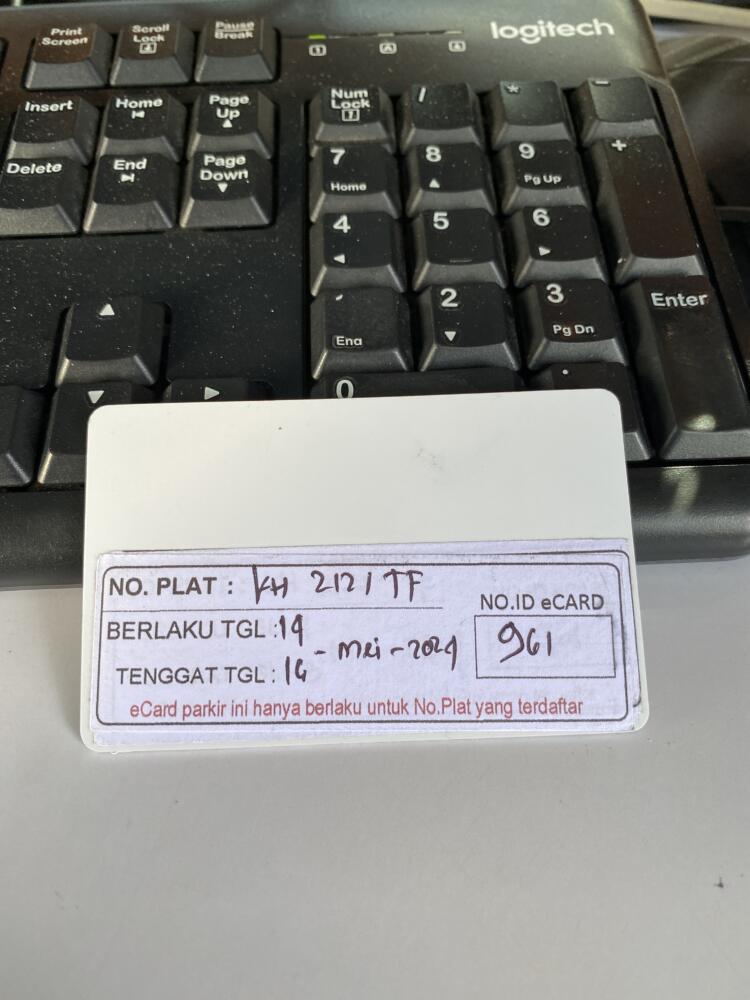 logitech
Print Screen
Scroll Lock
Pause Break
1
A
Insert
Home
Page Up
Num Lock
/
*
-
Delete
End
Page Down
7 Home
8
9 Pg Up
+
4
5
6
End
2
3 Pg Dn
Enter
0
.
NO. PLAT : KH 2121 TF
NO.ID eCARD
961
BERLAKU TGL : 14
- Mei - 2024
TENGGAT TGL : 16
eCard parkir ini hanya berlaku untuk No.Plat yang terdaftar